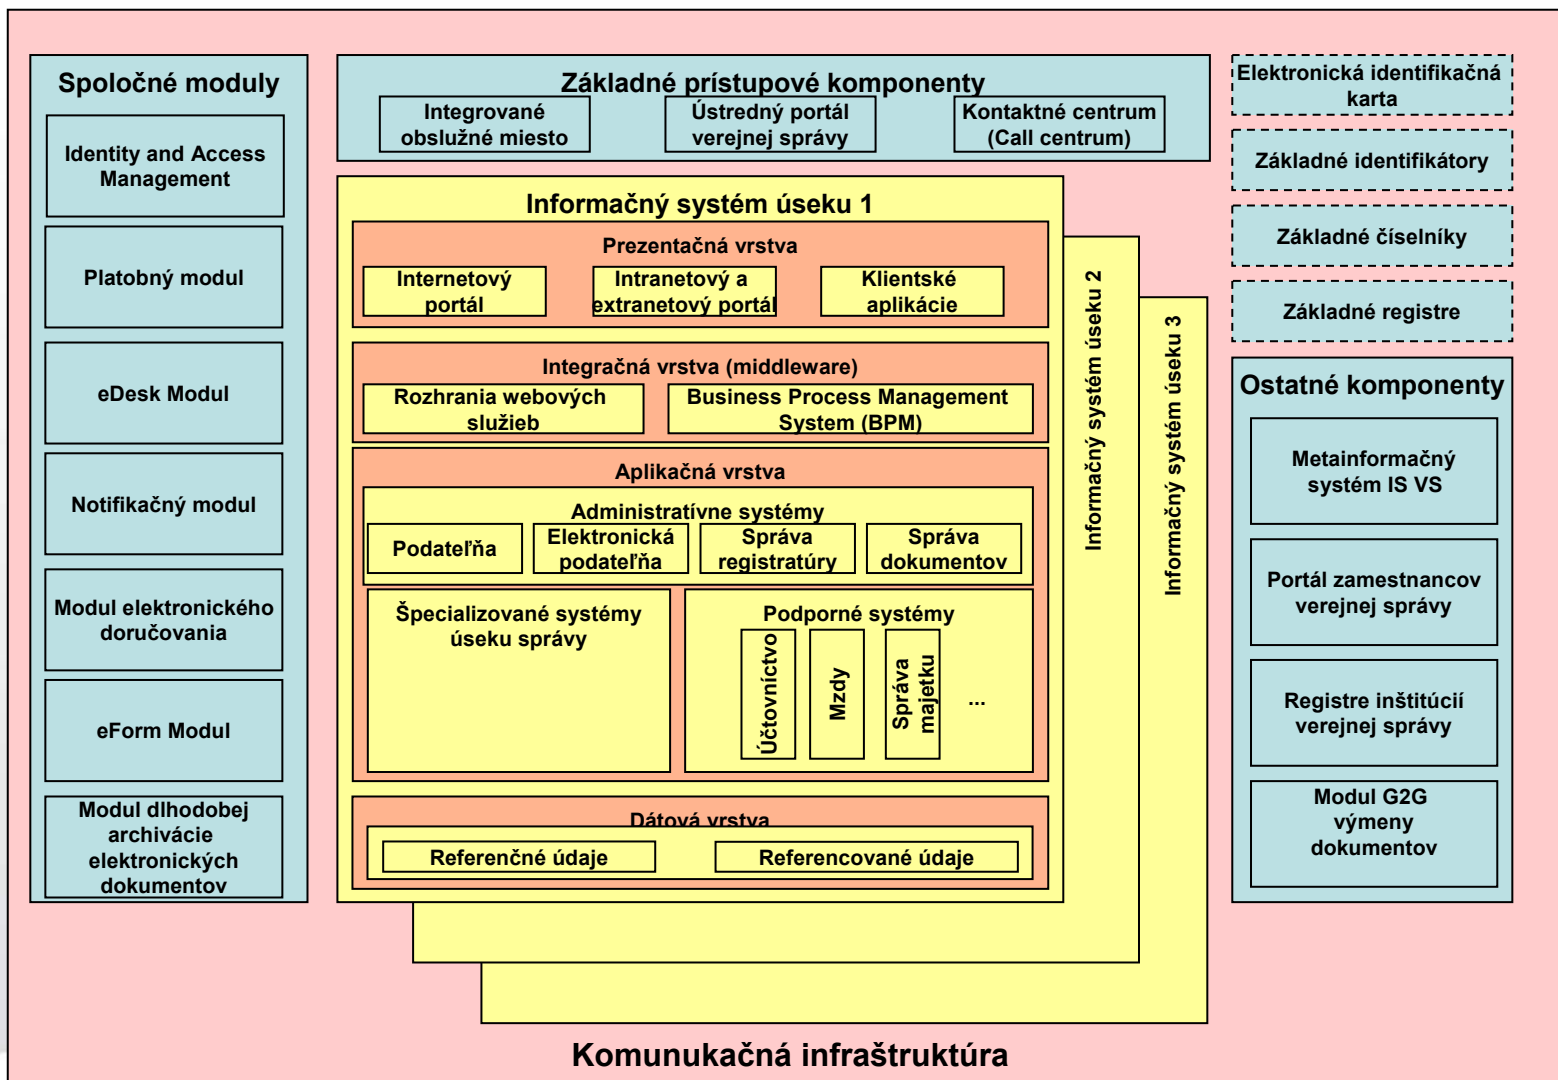 Spoločné moduly
Identity and Access
Management
Platobný modul
eDesk Modul
Notifikačný modul
Modul elektronického
doručovania
eForm Modul
Modul dlhodobej
archivácie
elektronických
dokumentov
Základné prístupové komponenty
Integrované
obslužné miesto
Ústredný portál
verejnej správy
Kontaktné centrum
(Call centrum)
Informačný systém úseku 1
Prezentačná vrstva
Internetový
portál
Intranetový a
extranetový portál
Klientské
aplikácie
Integračná vrstva (middleware)
Rozhrania webových
služieb
Business Process Management
System (BPM)
Aplikačná vrstva
Administratívne systémy
Podateľňa
Elektronická
podateľňa
Správa
registratúry
Správa
dokumentov
Špecializované systémy
úseku správy
Podporné systémy
Účtovníctvo
Mzdy
Správa
majetku
...
Dátová vrstva
Referenčné údaje
Referencované údaje
Informačný systém úseku 2
Informačný systém úseku 3
Elektronická identifikačná
karta
Základné identifikátory
Základné číselníky
Základné registre
Ostatné komponenty
Metainformačný
systém IS VS
Portál zamestnancov
verejnej správy
Registre inštitúcií
verejnej správy
Modul G2G
výmeny
dokumentov
Komunukačná infraštruktúra